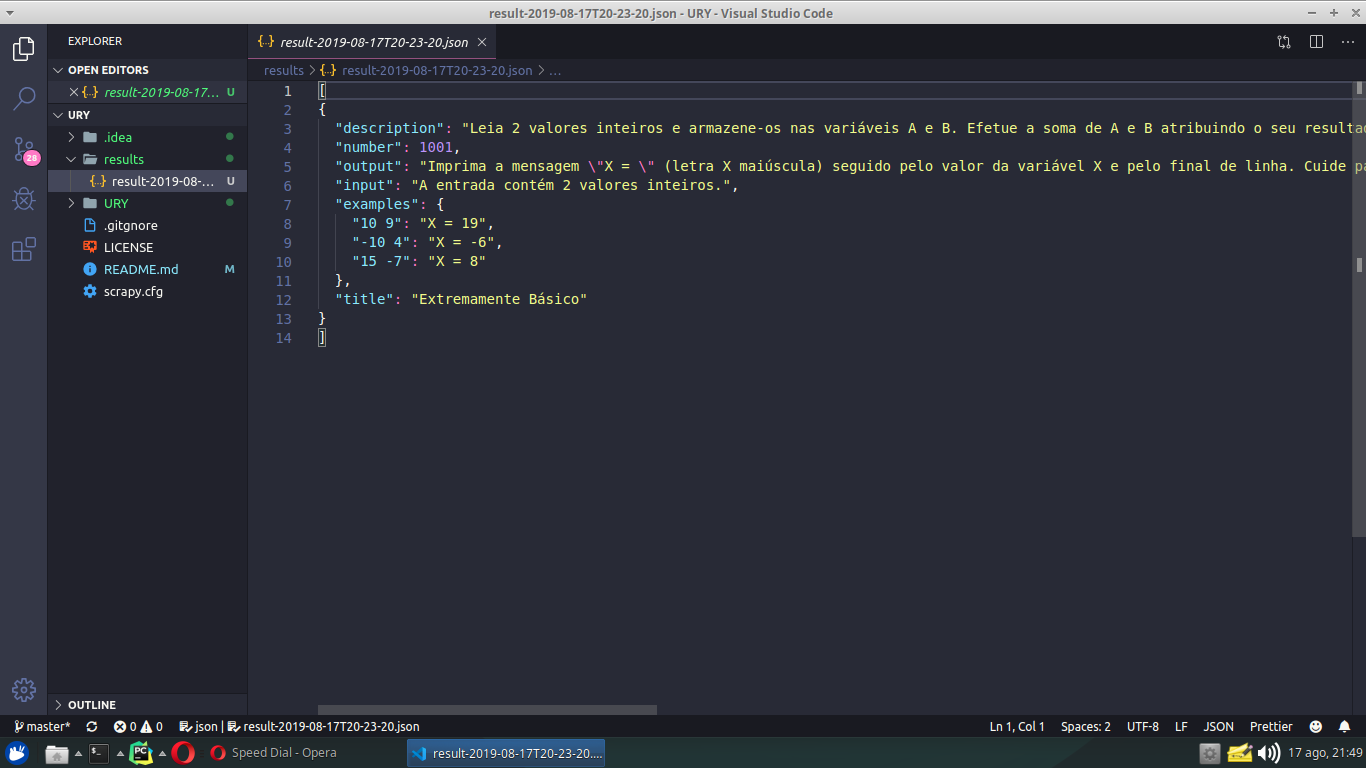 result-2019-08-17T20-23-20.json - URY - Visual Studio Code
EXPLORER
OPEN EDITORS
result-2019-08-17... U
URY
.idea
results
result-2019-08-... U
URY
.gitgnore
LICENSE
README.md M
scrapy.cfg
OUTLINE
28
{..} result-2019-08-17T20-23-20.json
results > {..} result-2019-08-17T20-23-20.json > ...
1 [
2 {
3 "description": "Leia 2 valores inteiros e armazene-os nas variáveis A e B. Efetue a soma de A e B atribuindo o seu resultad
4 "number": 1001,
5 "output": "Imprima a mensagem \"X = \" (letra X maiúscula) seguido pelo valor da variável X e pelo final de linha. Cuide pa
6 "input": "A entrada contém 2 valores inteiros.",
7 "examples": {
8 "10 9": "X = 19",
9 "-10 4": "X = -6",
10 "15 -7": "X = 8"
11 },
12 "title": "Extremamente Básico"
13 }
14 ]
master* 0 0 json | result-2019-08-17T20-23-20.json Ln 1, Col 1 Spaces: 2 UTF-8 LF JSON Prettier
PC Speed Dial - Opera result-2019-08-17T20-23-20.... 17 ago, 21:49